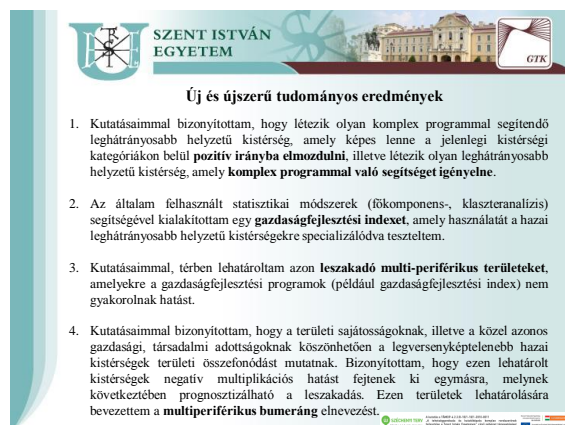 SZENT ISTVÁN
EGYETEM
GTK
Új és újszerű tudományos eredmények
1. Kutatásaimmal bizonyítottam, hogy létezik olyan komplex programmal segítendő
leghátrányosabb helyzetű kistérség, amely képes lenne a jelenlegi kistérségi
kategóriákon belül pozitív irányba elmozdulni, illetve létezik olyan leghátrányosabb
helyzetű kistérség, amely komplex programmal való segítséget igényelne.
2. Az általam felhasznált statisztikai módszerek (főkomponens-, klaszteranalízis)
segítségével kialakítottam egy gazdaságfejlesztési indexet, amely használatát a hazai
leghátrányosabb helyzetű kistérségekre specializálódva teszteltem.
3. Kutatásaimmal, térben lehatároltam azon leszakadó multi-periférikus területeket,
amelyekre a gazdaságfejlesztési programok (például gazdaságfejlesztési index) nem
gyakorolnak hatást.
4. Kutatásaimmal bizonyítottam, hogy a területi sajátosságoknak, illetve a közel azonos
gazdasági, társadalmi adottságoknak köszönhetően a legversenyképtelenebb hazai
kistérségek területi összefonódást mutatnak. Bizonyítottam, hogy ezen lehatárolt
kistérségek negatív multiplikációs hatást fejtenek ki egymásra, melynek
következtében prognosztizálható a leszakadás. Ezen területek lehatárolására
bevezettem a multiperiférikus bumeráng elnevezést.
SZÉCHENYI TERV